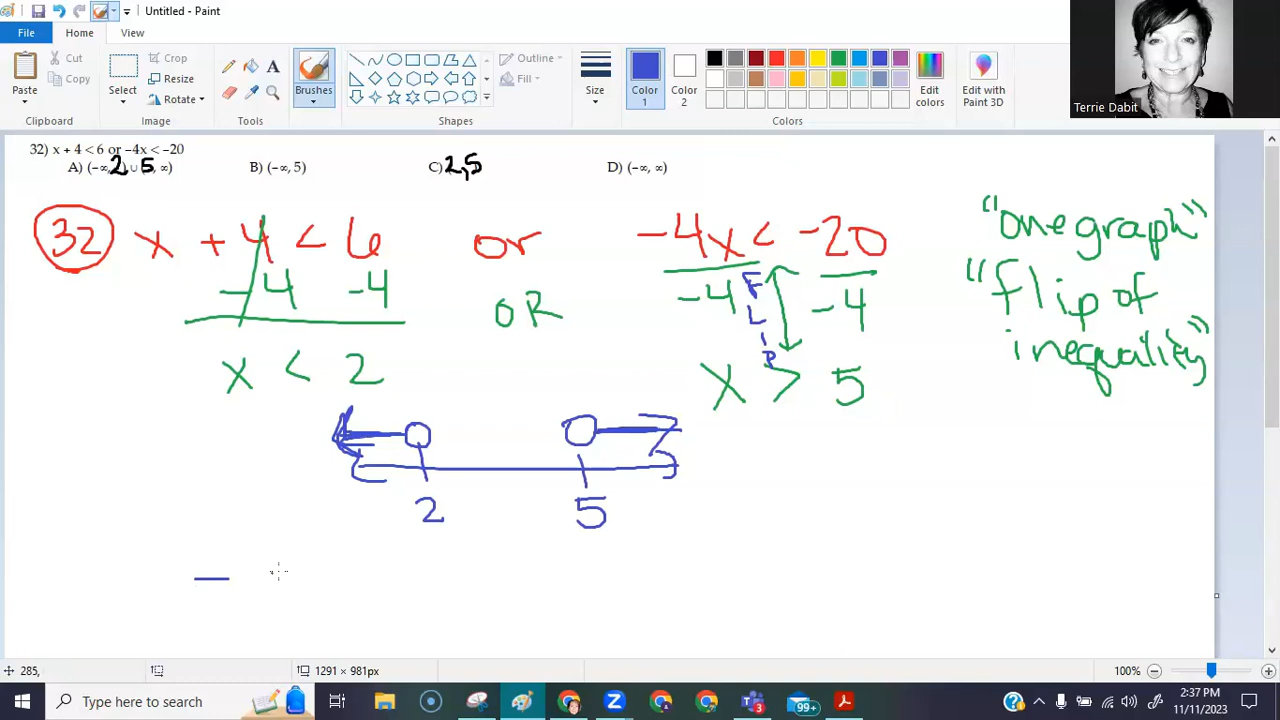 Untitled - Paint
File Home View
Paste
Cut
Copy
Clipboard
Select
Crop
Resize
Rotate
Image
A
Tools
Brushes
Outline
Fill
Shapes
Size
Color 1
Color 2
Edit colors
Colors
Edit with Paint 3D
Terrie Dabit
32) x + 4 < 6 or -4x < -20
A) (-∞, 2) ∪ (5, ∞) B) (-∞, 5) C) 2,5 D) (-∞, ∞)
32 x + 4 < 6 or -4x < -20
-4 -4 OR -4 FLIP -4
x < 2 x > 5
"one graph"
"flip of
inequality"
2 5
285,
1291 × 981px
100%
Type here to search
3
99+
2:37 PM
11/11/2023